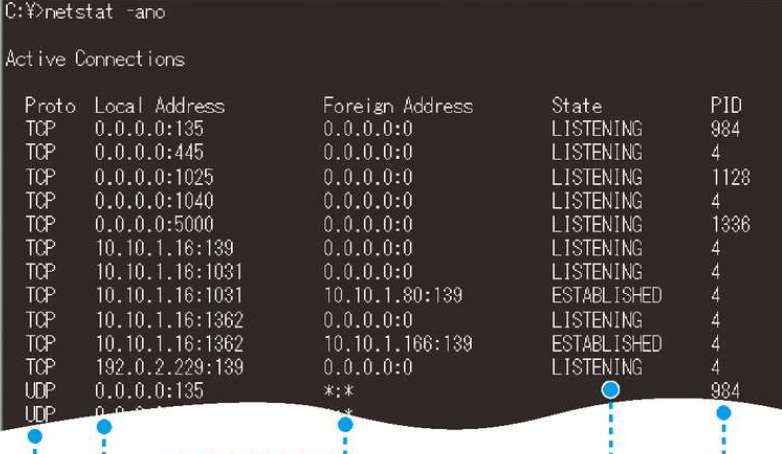 C:¥>netstat -ano
Active Connections
Proto Local Address Foreign Address State PID
TCP 0.0.0.0:135 0.0.0.0:0 LISTENING 984
TCP 0.0.0.0:445 0.0.0.0:0 LISTENING 4
TCP 0.0.0.0:1025 0.0.0.0:0 LISTENING 1128
TCP 0.0.0.0:1040 0.0.0.0:0 LISTENING 4
TCP 0.0.0.0:5000 0.0.0.0:0 LISTENING 1336
TCP 10.10.1.16:139 0.0.0.0:0 LISTENING 4
TCP 10.10.1.16:1031 0.0.0.0:0 LISTENING 4
TCP 10.10.1.16:1031 10.10.1.80:139 ESTABLISHED 4
TCP 10.10.1.16:1362 0.0.0.0:0 LISTENING 4
TCP 10.10.1.16:1362 10.10.1.166:139 ESTABLISHED 4
TCP 192.0.2.229:139 0.0.0.0:0 LISTENING 4
UDP 0.0.0.0:135 *:* 984
UDP